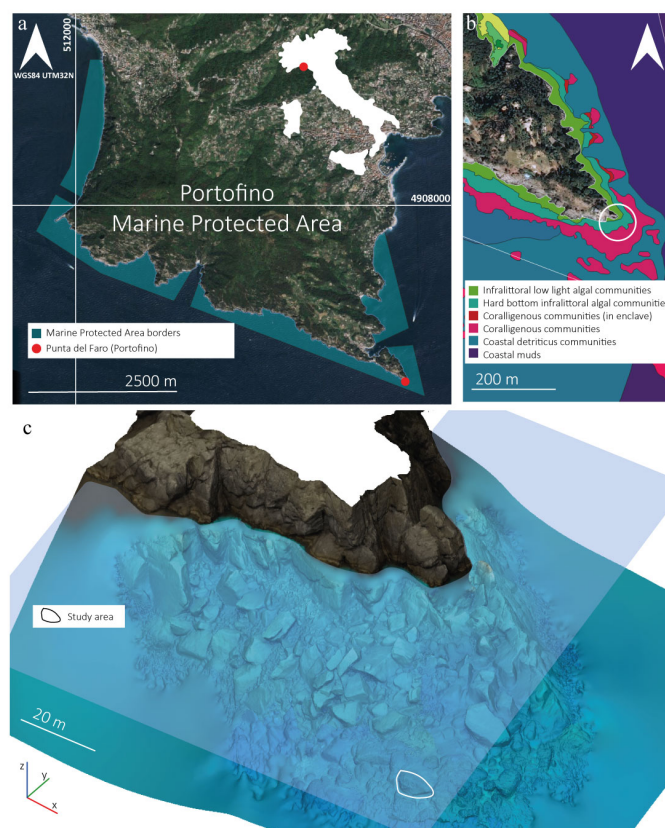 a
512000
WGS84 UTM32N
Portofino
4908000
Marine Protected Area
Marine Protected Area borders
Punta del Faro (Portofino)
2500 m
b
Infralittoral low light algal communities
Hard bottom infralittoral algal communitie
Coralligenous communities (in enclave)
Coralligenous communities
Coastal detriticus communities
Coastal muds
200 m
c
Study area
20 m
z
y
x